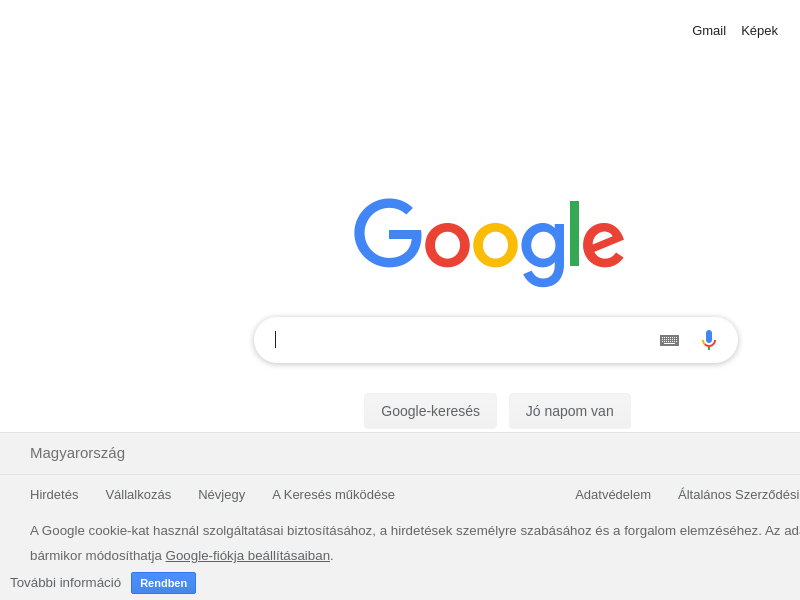 Gmail Képek
Google
Google-keresés Jó napom van
Magyarország
Hirdetés Vállalkozás Névjegy A Keresés működése Adatvédelem Általános Szerződési
A Google cookie-kat használ szolgáltatásai biztosításához, a hirdetések személyre szabásához és a forgalom elemzéséhez. Az
bármikor módosíthatja Google-fiókja beállításaiban.
További információ Rendben